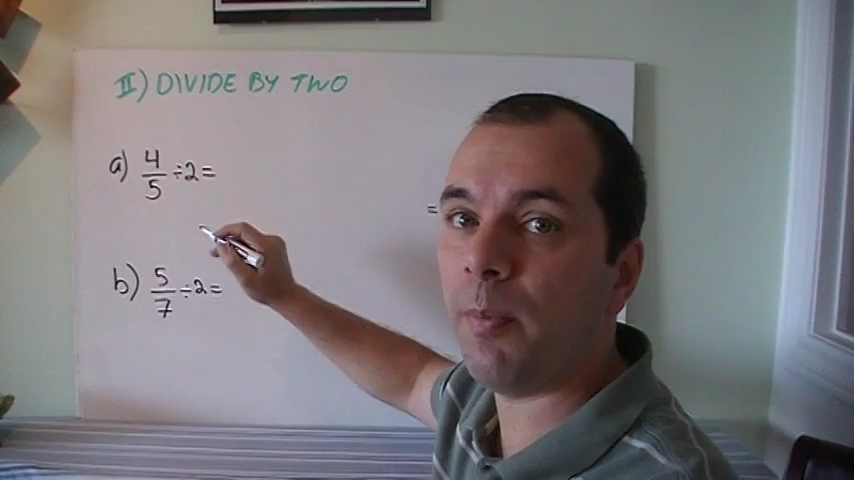 II) DIVIDE BY TWO
a) 4/5 ÷ 2 =
=
b) 5/7 ÷ 2 =